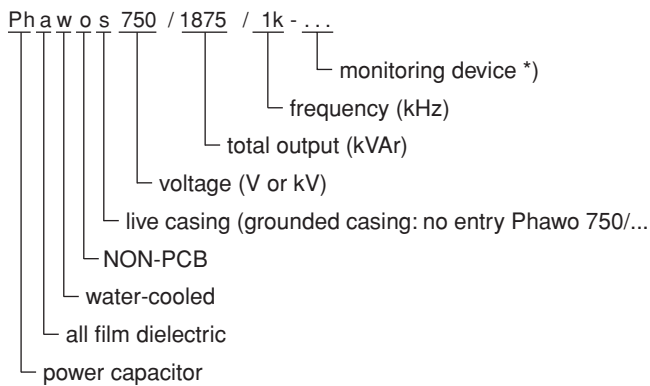 Phawos 750 / 1875 / 1k- ...
monitoring device *)
frequency (kHz)
total output (kVAr)
voltage (V or kV)
live casing (grounded casing: no entry Phawo 750/...
NON-PCB
water-cooled
all film dielectric
power capacitor